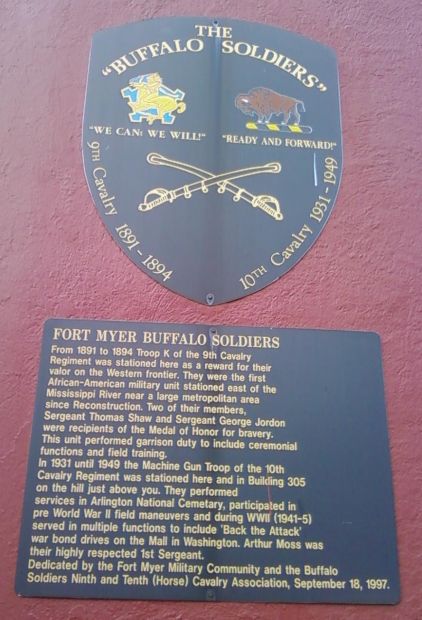 THE
"BUFFALO SOLDIERS"
"WE CAN: WE WILL!" "READY AND FORWARD!"
9TH Cavalry 1891-1894
10TH Cavalry 1931-1949
FORT MYER BUFFALO SOLDIERS
From 1891 to 1894 Troop K of the 9th Cavalry
Regiment was stationed here as a reward for their
valor on the Western frontier. They were the first
African-American military unit stationed east of the
Mississippi River near a large metropolitan area
since Reconstruction. Two of their members,
Sergeant Thomas Shaw and Sergeant George Jordon
were recipients of the Medal of Honor for bravery.
This unit performed garrison duty to include ceremonial
functions and field training.
In 1931 until 1949 the Machine Gun Troop of the 10th
Cavalry Regiment was stationed here and in Building 305
on the hill just above you. They performed
services in Arlington National Cemetary, participated in
pre World War II field maneuvers and during WWII (1941-5)
served in multiple functions to include 'Back the Attack'
war bond drives on the Mall in Washington. Arthur Moss was
their highly respected 1st Sergeant.
Dedicated by the Fort Myer Military Community and the Buffalo
Soldiers Ninth and Tenth (Horse) Cavalry Association, September 18, 1997.